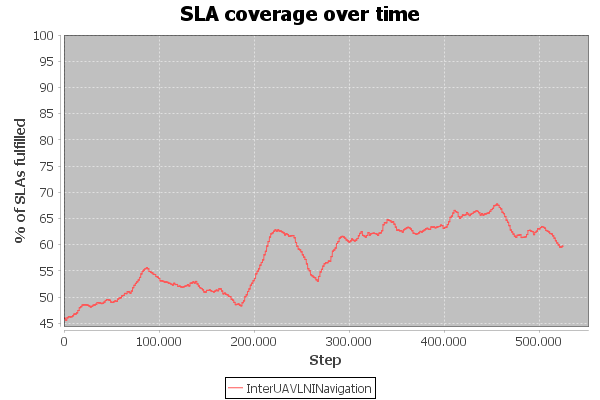 SLA coverage over time
% of SLAs fulfilled
100
95
90
85
80
75
70
65
60
55
50
45
0 100.000 200.000 300.000 400.000 500.000
Step
InterUAVLNINavigation